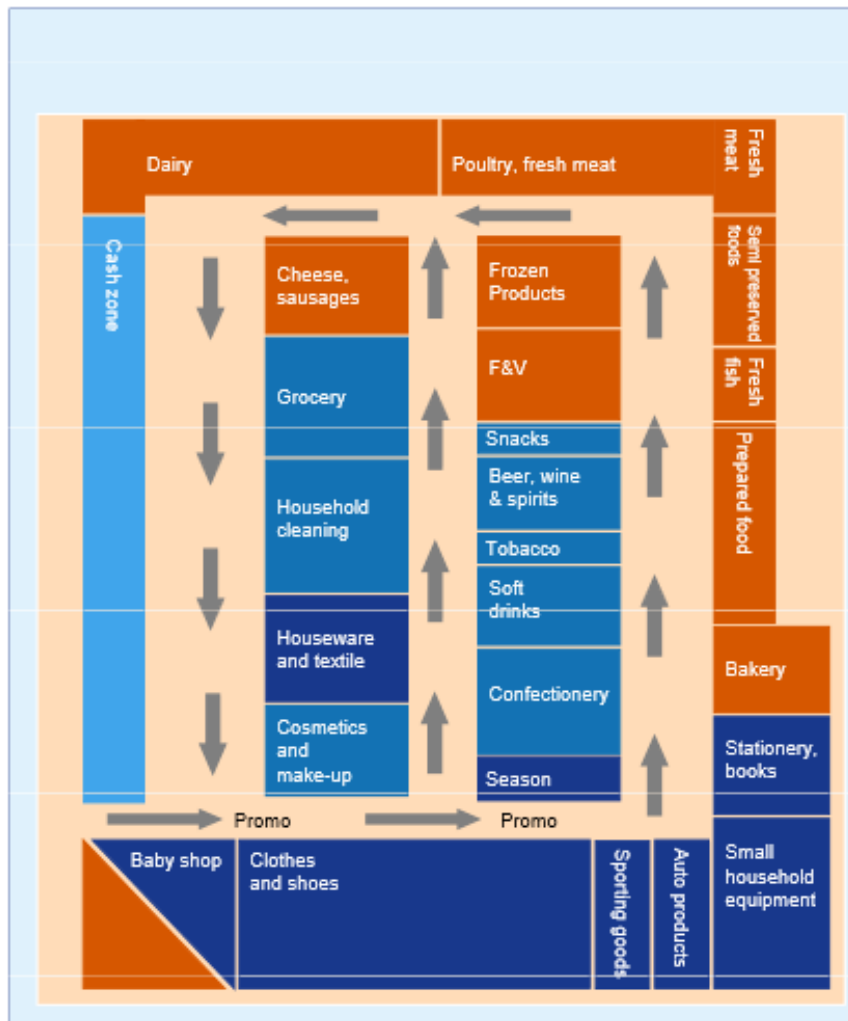 Dairy
Poultry, fresh meat
Fresh
meat
Cash zone
Cheese,
sausages
Frozen
Products
Semi preserved
foods
Grocery
F&V
Fresh
fish
Snacks
Prepared food
Beer, wine
& spirits
Household
cleaning
Tobacco
Soft
drinks
Houseware
and textile
Bakery
Confectionery
Cosmetics
and
make-up
Stationery,
books
Season
Promo
Promo
Baby shop
Clothes
and shoes
Sporting goods
Auto products
Small
household
equipment